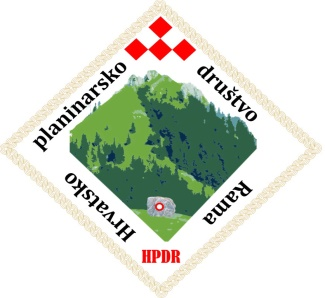 Hrvatsko
planinarsko
društvo
Rama
HPDR